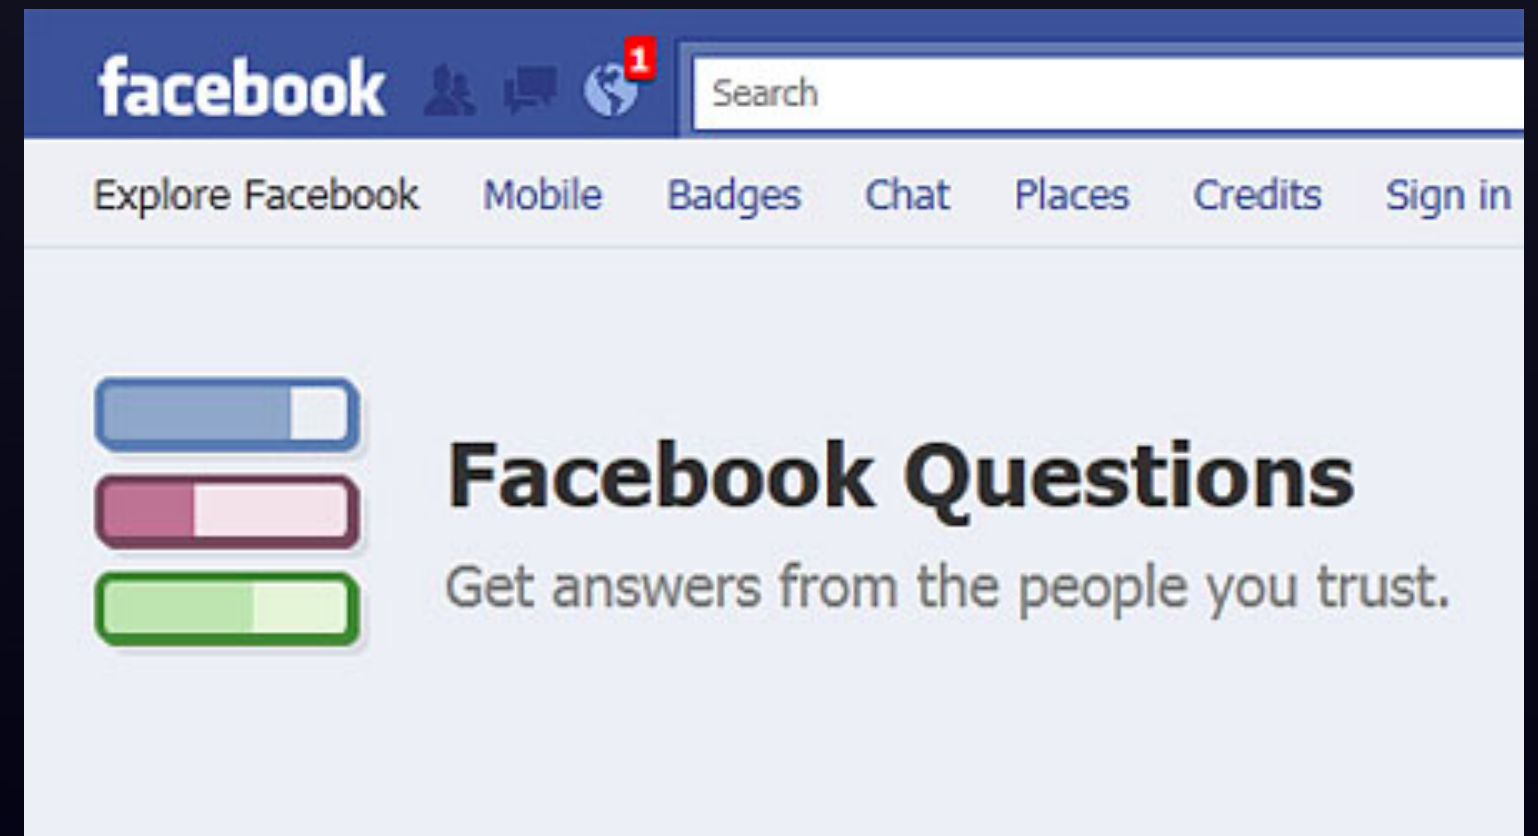 facebook 1 Search
Explore Facebook Mobile Badges Chat Places Credits Sign in
Facebook Questions
Get answers from the people you trust.